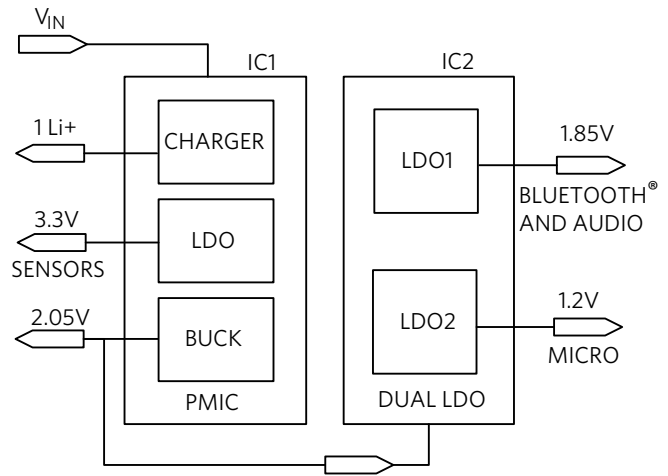 VIN
IC1
IC2
1 Li+
CHARGER
LDO1
1.85V
BLUETOOTH®
AND AUDIO
3.3V
SENSORS
LDO
2.05V
BUCK
LDO2
1.2V
MICRO
PMIC
DUAL LDO